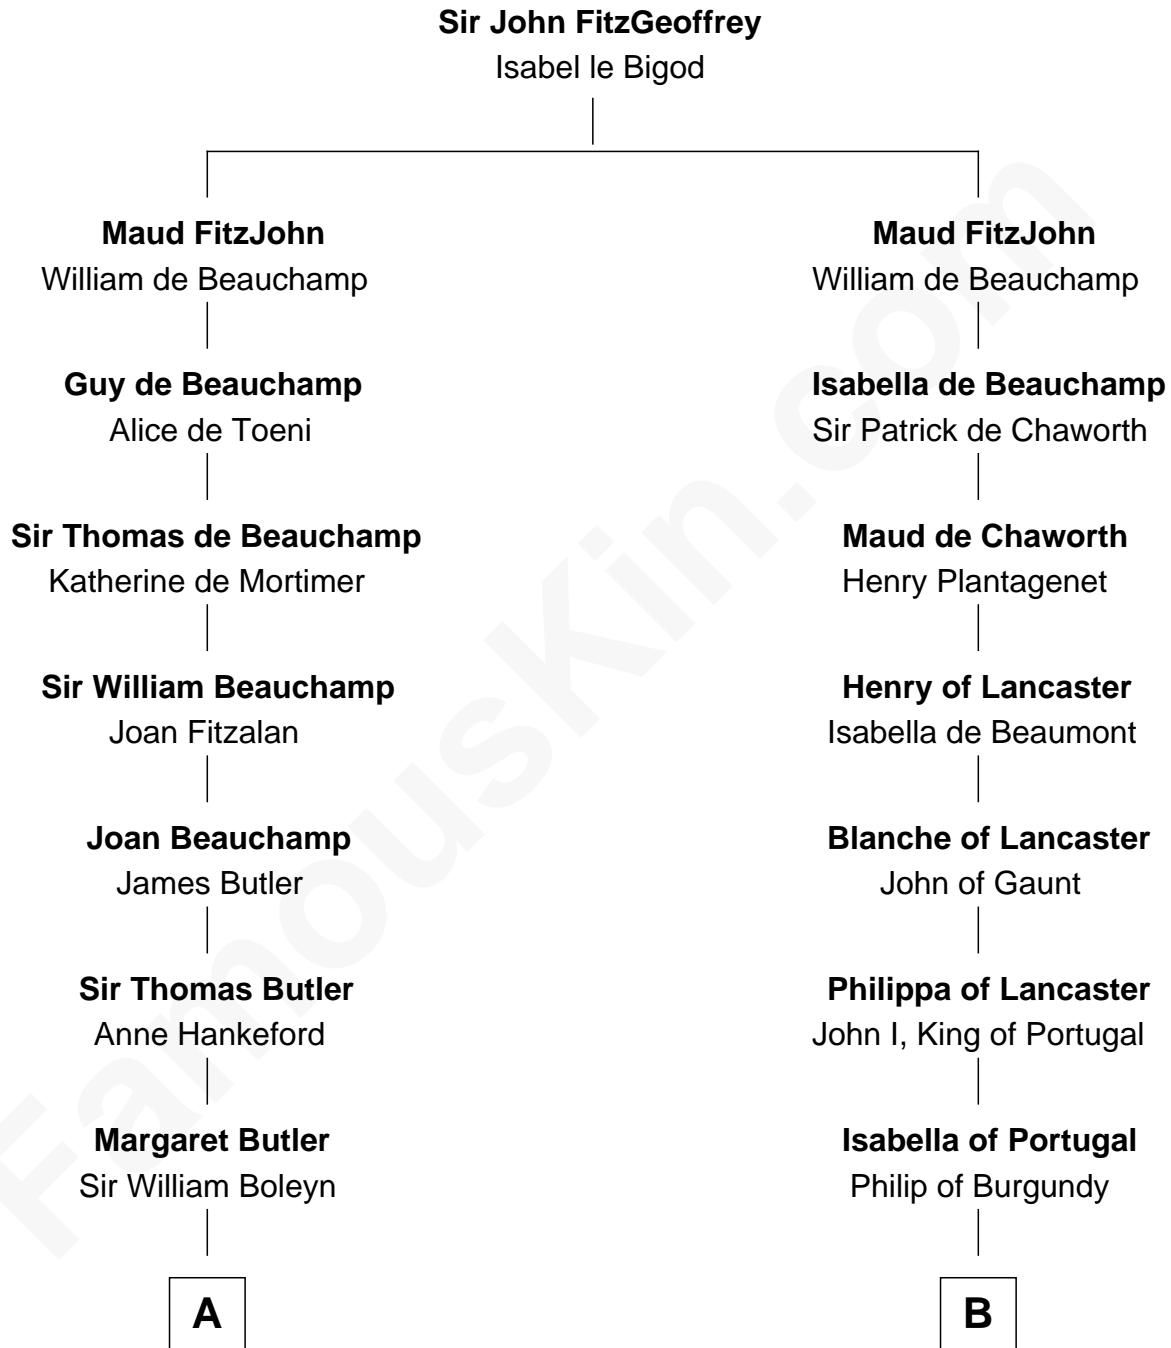 Sir John FitzGeoffrey
Isabel le Bigod
Maud FitzJohn
William de Beauchamp
Maud FitzJohn
William de Beauchamp
Guy de Beauchamp
Alice de Toeni
Isabella de Beauchamp
Sir Patrick de Chaworth
Sir Thomas de Beauchamp
Katherine de Mortimer
Maud de Chaworth
Henry Plantagenet
Sir William Beauchamp
Joan Fitzalan
Henry of Lancaster
Isabella de Beaumont
Joan Beauchamp
James Butler
Blanche of Lancaster
John of Gaunt
Sir Thomas Butler
Anne Hankeford
Philippa of Lancaster
John I, King of Portugal
Margaret Butler
Sir William Boleyn
Isabella of Portugal
Philip of Burgundy
A
B
FamousKin.com